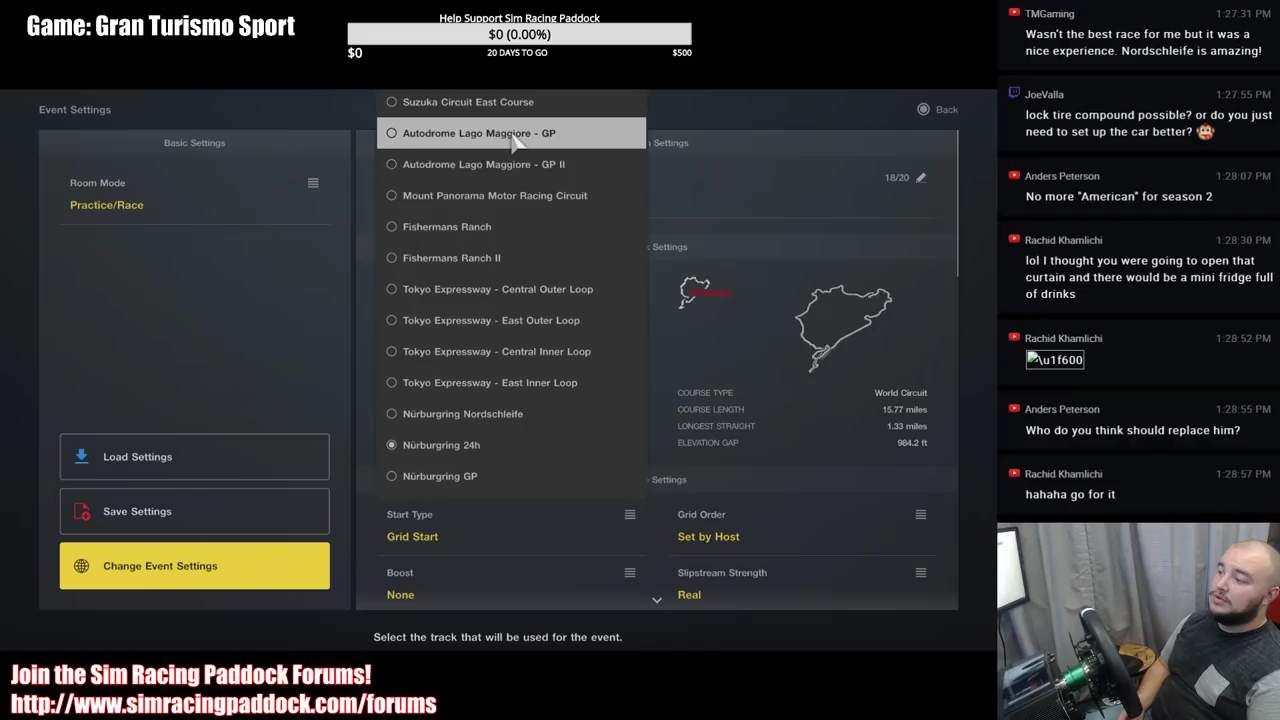 Game: Gran Turismo Sport
Help Support Sim Racing Paddock
$0 (0.00%)
$0
20 DAYS TO GO
$500
Event Settings
Back
Basic Settings
Room Mode
Practice/Race
Load Settings
Save Settings
Change Event Settings
Suzuka Circuit East Course
Autodrome Lago Maggiore - GP
Autodrome Lago Maggiore - GP II
Mount Panorama Motor Racing Circuit
Fishermans Ranch
Fishermans Ranch II
Tokyo Expressway - Central Outer Loop
Tokyo Expressway - East Outer Loop
Tokyo Expressway - Central Inner Loop
Tokyo Expressway - East Inner Loop
Nürburgring Nordschleife
Nürburgring 24h
Nürburgring GP
Settings
18/20
Settings
COURSE TYPE World Circuit
COURSE LENGTH 15.77 miles
LONGEST STRAIGHT 1.33 miles
ELEVATION GAP 984.2 ft
Settings
Start Type
Grid Start
Grid Order
Set by Host
Boost
None
Slipstream Strength
Real
Select the track that will be used for the event.
Join the Sim Racing Paddock Forums!
http://www.simracingpaddock.com/forums
TMGaming 1:27:31 PM
Wasn't the best race for me but it was a
nice experience. Nordschleife is amazing!
JoeValla 1:27:55 PM
lock tire compound possible? or do you just
need to set up the car better?
Anders Peterson 1:28:07 PM
No more "American" for season 2
Rachid Khamlichi 1:28:30 PM
lol I thought you were going to open that
curtain and there would be a mini fridge full
of drinks
Rachid Khamlichi 1:28:52 PM
\u1f600
Anders Peterson 1:28:55 PM
Who do you think should replace him?
Rachid Khamlichi 1:28:57 PM
hahaha go for it